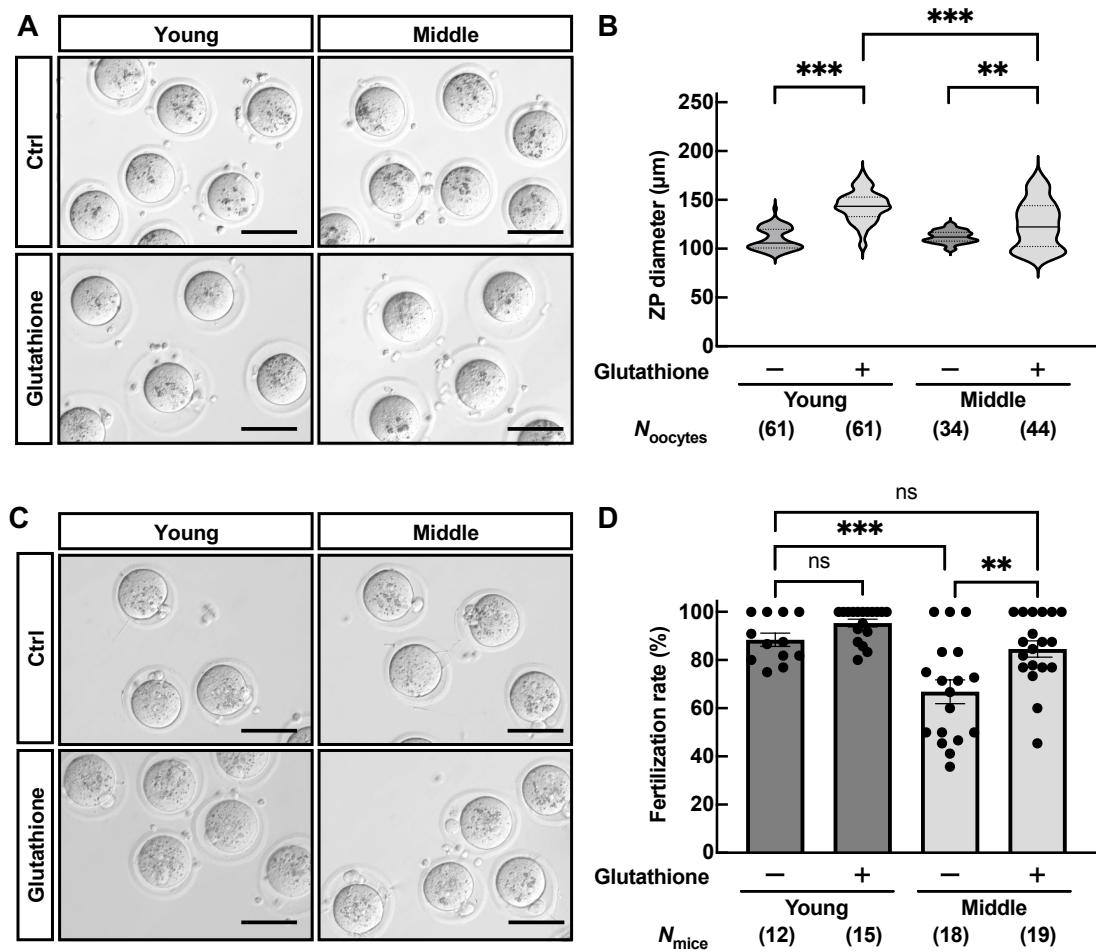 A
Young
Middle
Ctrl
Glutathione
B
***
***
**
ZP diameter (µm)
250
200
150
100
50
0
Glutathione
– + – +
Young Middle
Noocytes (61) (61) (34) (44)
C
Young
Middle
Ctrl
Glutathione
D
ns
***
ns
**
Fertilization rate (%)
100
80
60
40
20
0
Glutathione
– + – +
Young Middle
Nmice (12) (15) (18) (19)